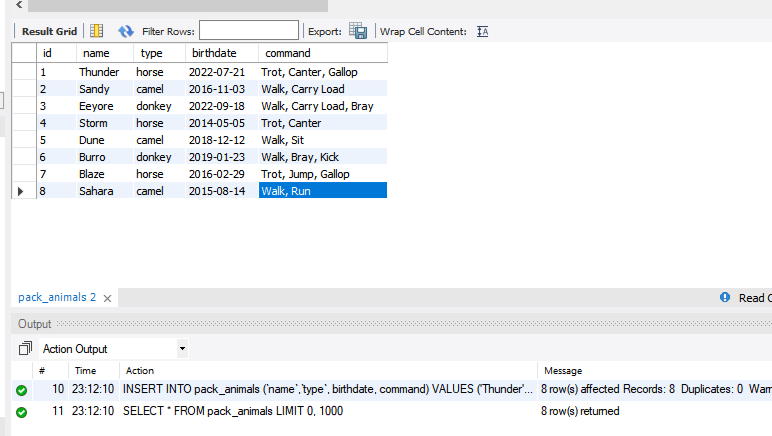 Result Grid Filter Rows: Export: Wrap Cell Content:
id name type birthdate command
1 Thunder horse 2022-07-21 Trot, Canter, Gallop
2 Sandy camel 2016-11-03 Walk, Carry Load
3 Eeyore donkey 2022-09-18 Walk, Carry Load, Bray
4 Storm horse 2014-05-05 Trot, Canter
5 Dune camel 2018-12-12 Walk, Sit
6 Burro donkey 2019-01-23 Walk, Bray, Kick
7 Blaze horse 2016-02-29 Trot, Jump, Gallop
8 Sahara camel 2015-08-14 Walk, Run
pack_animals 2 Read
Output
Action Output
# Time Action Message
10 23:12:10 INSERT INTO pack_animals (`name`,`type`, birthdate, command) VALUES ('Thunder'... 8 row(s) affected Records: 8 Duplicates: 0 Warn
11 23:12:10 SELECT * FROM pack_animals LIMIT 0, 1000 8 row(s) returned